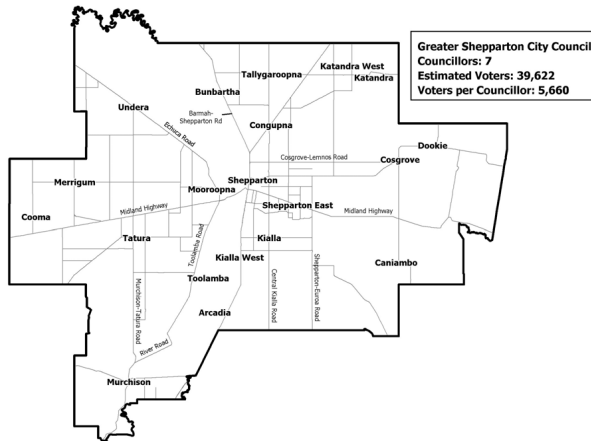 Greater Shepparton City Council
Councillors: 7
Estimated Voters: 39,622
Voters per Councillor: 5,660
Katandra West
Tallygaroopna
Katandra
Bunbartha
Undera
Barmah-
Shepparton Rd
Congupna
Echuca Road
Dookie
Cosgrove-Lemnos Road
Cosgrove
Merrigum
Shepparton
Mooroopna
Shepparton East
Midland Highway
Midland Highway
Cooma
Tatura
Toolamba Road
Kialla
Kialla West
Caniambo
Toolamba
Murchison-Tatura Road
Central Kialla Road
Shepparton-Euroa Road
Arcadia
River Road
Murchison